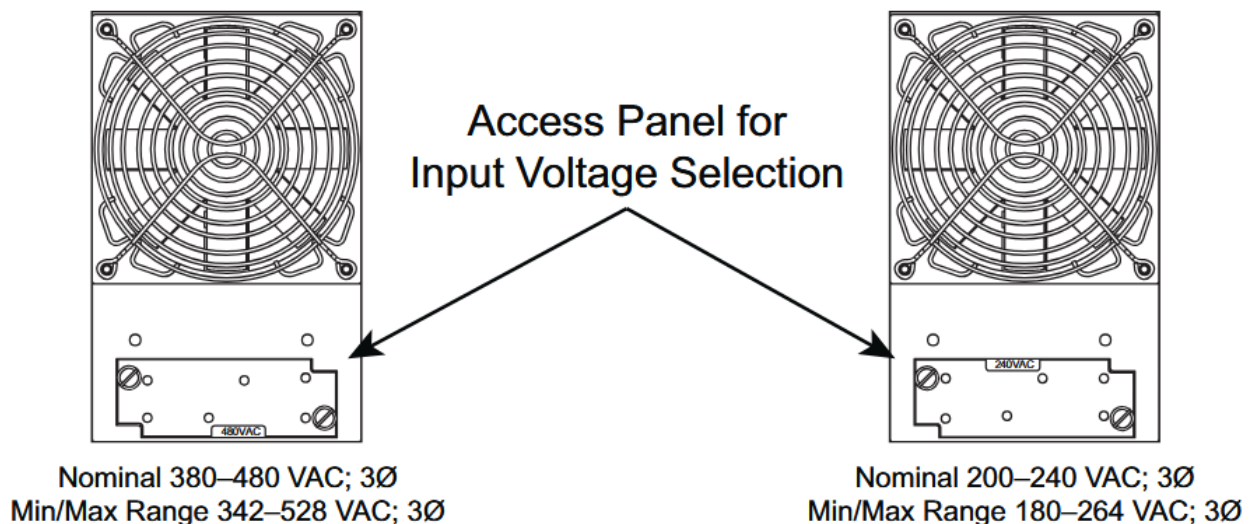 Access Panel for
Input Voltage Selection
480VAC
240VAC
Nominal 380–480 VAC; 3Ø
Min/Max Range 342–528 VAC; 3Ø
Nominal 200–240 VAC; 3Ø
Min/Max Range 180–264 VAC; 3Ø